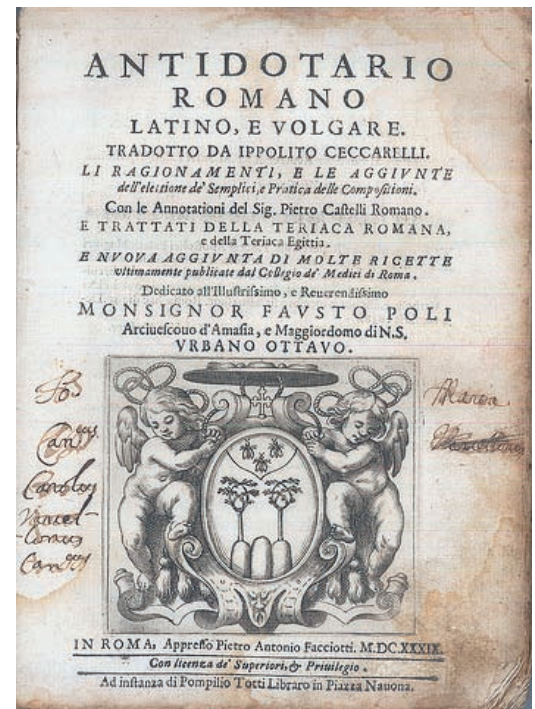 ANTIDOTARIO
ROMANO
LATINO, E VOLGARE.
TRADOTTO DA IPPOLITO CECCARELLI.
LI RAGIONAMENTI, E LE AGGIVNTE
dell'elettione de' Semplici, e Pratica delle Compositioni.
Con le Annotationi del Sig. Pietro Castelli Romano.
E TRATTATI DELLA TERIACA ROMANA,
e della Teriaca Egittia.
E NVOVA AGGIVNTA DI MOLTE RICETTE
vltimamente publicate dal Collegio de' Medici di Roma.
Dedicato all'Illustrissimo, e Reuerendissimo
MONSIGNOR FAVSTO POLI
Arciuescouo d'Amasia, e Maggiordomo di N.S.
VRBANO OTTAVO.
IN ROMA, Appresso Pietro Antonio Facciotti. M.DC.XXXIX.
Con licenza de' Superiori, & Priuilegio.
Ad instanza di Pompilio Totti Libraro in Piazza Nauona.